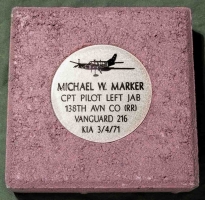 MICHAEL W. MARKER
CPT PILOT LEFT JAB
138TH AVN CO (RR)
VANGUARD 216
KIA 3/4/71